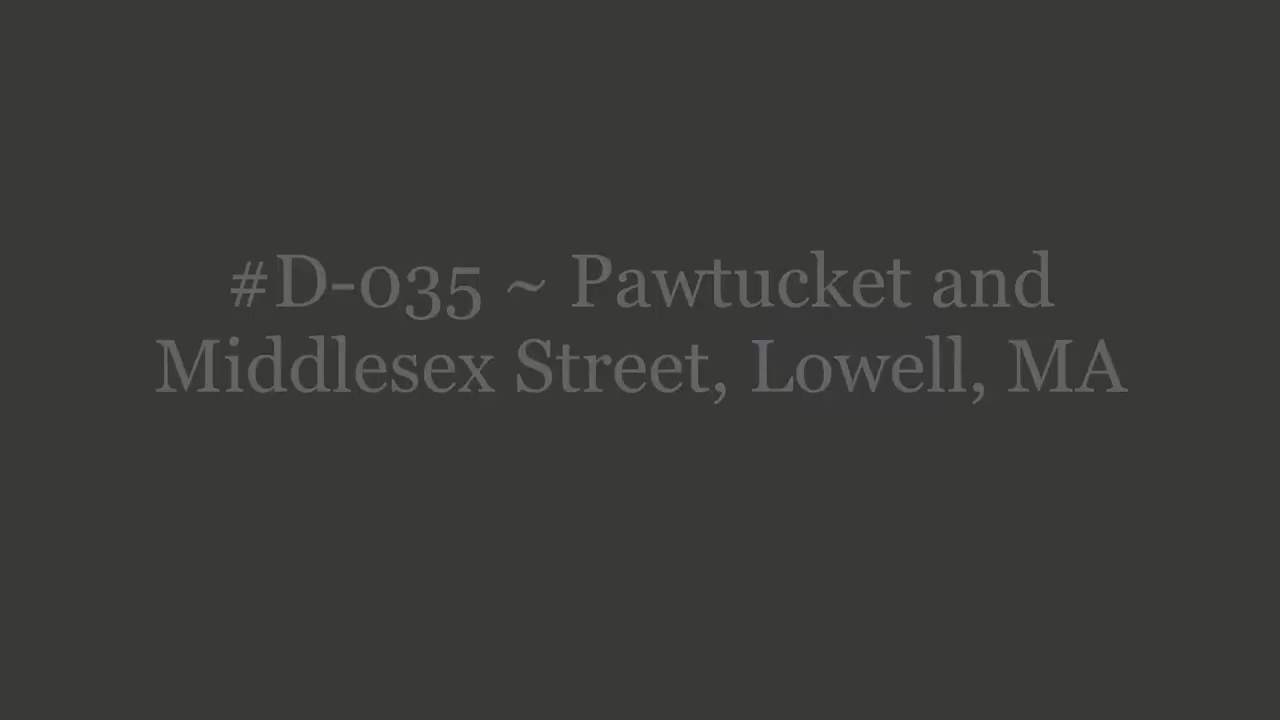 #D-035 ~ Pawtucket and
Middlesex Street, Lowell, MA